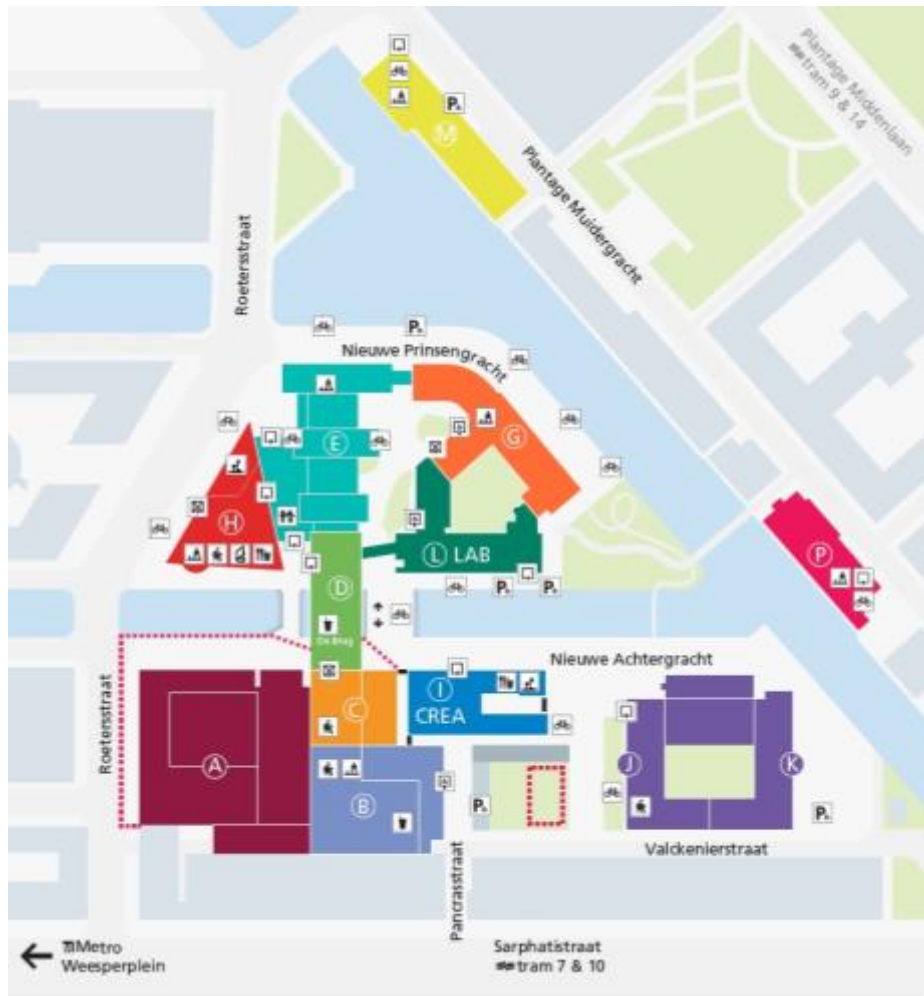 Plantage Middenlaan
tram 9 & 14
M
Plantage Muidergracht
Roetersstraat
Nieuwe Prinsengracht
E
G
H
L LAB
P
D
De Brug
Nieuwe Achtergracht
I
CREA
C
Roetersstraat
A
B
J
K
Valckenierstraat
Pancrasstraat
Metro
Weesperplein
Sarphatistraat
tram 7 & 10
P
P
P
P
P
P